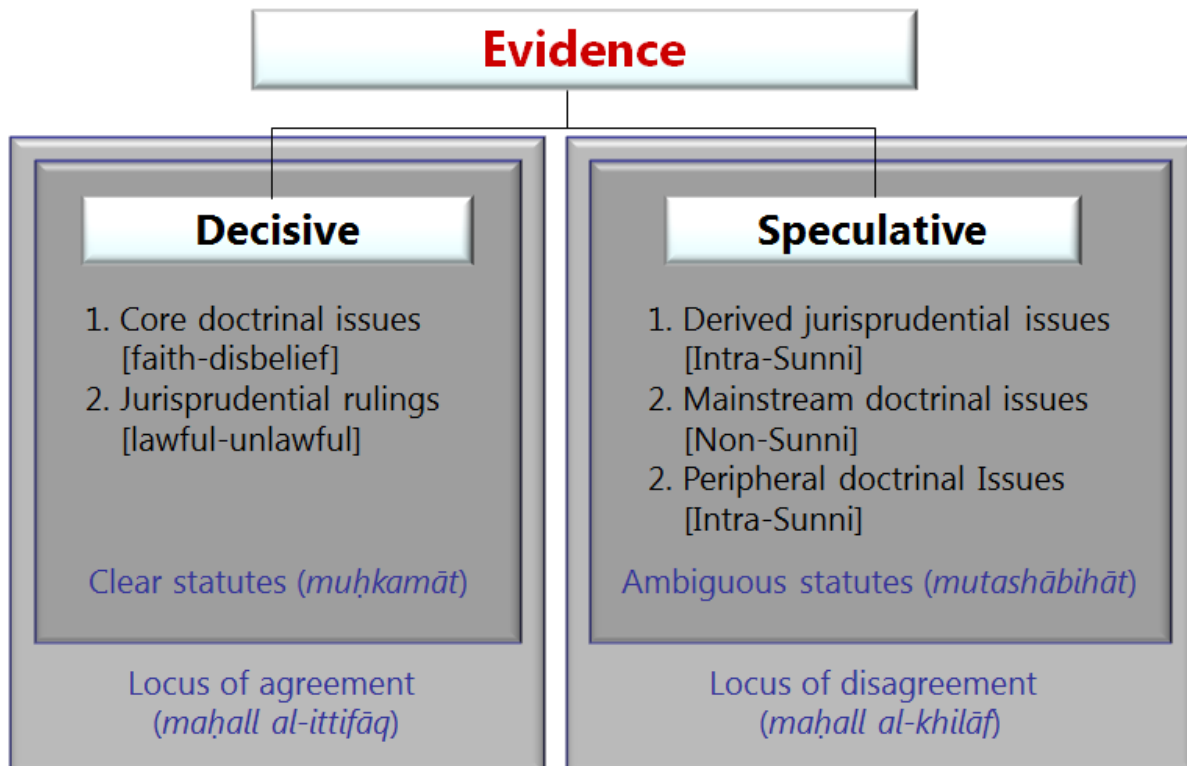 Evidence
Decisive
1. Core doctrinal issues
[faith-disbelief]
2. Jurisprudential rulings
[lawful-unlawful]
Clear statutes (muḥkamāt)
Locus of agreement
(maḥall al-ittifāq)
Speculative
1. Derived jurisprudential issues
[Intra-Sunni]
2. Mainstream doctrinal issues
[Non-Sunni]
2. Peripheral doctrinal Issues
[Intra-Sunni]
Ambiguous statutes (mutashābihāt)
Locus of disagreement
(maḥall al-khilāf)